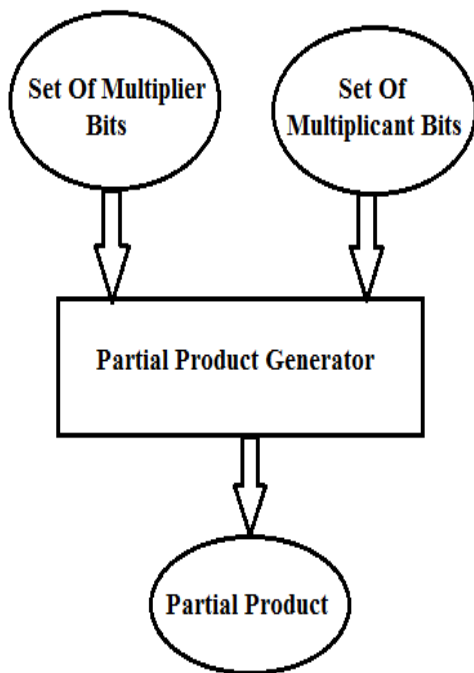 Set Of Multiplier
Bits
Set Of
Multiplicant Bits
Partial Product Generator
Partial Product